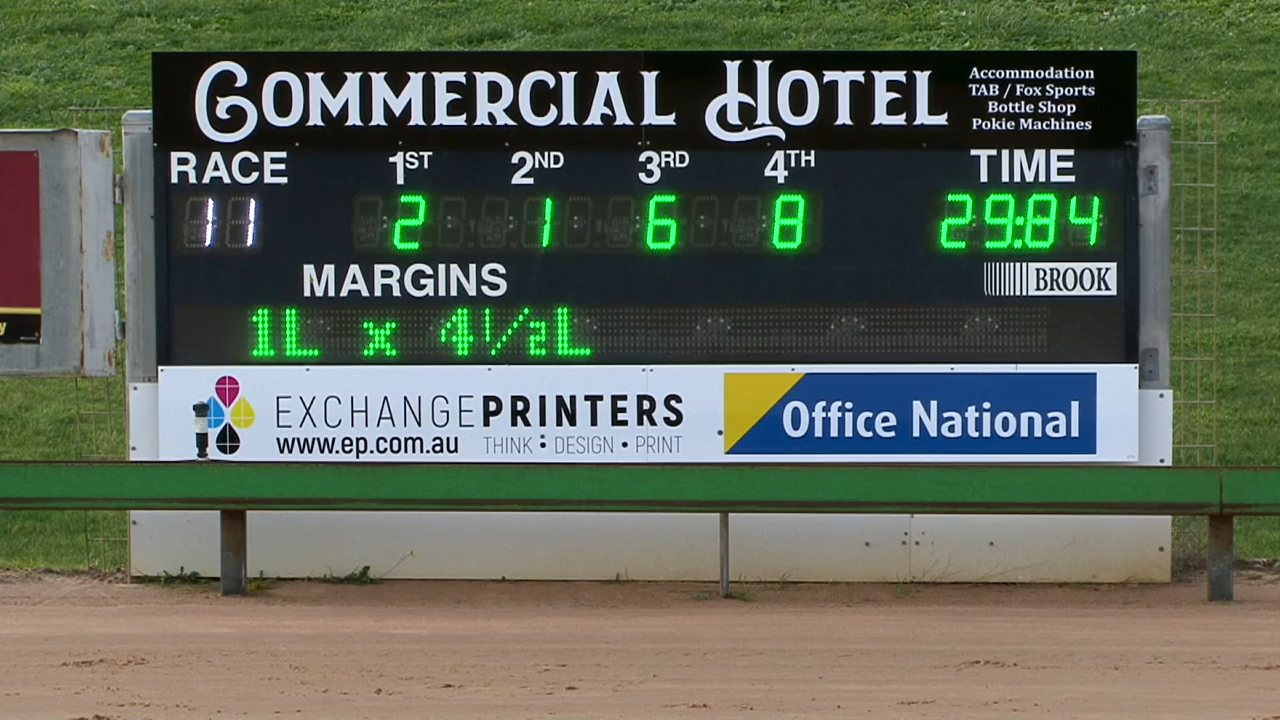 COMMERCIAL HOTEL
Accommodation
TAB / Fox Sports
Bottle Shop
Pokie Machines
RACE 1ST 2ND 3RD 4TH TIME
11 2 1 6 8 29:84
MARGINS
BROOK
1L x 4½L
EXCHANGEPRINTERS
www.ep.com.au THINK • DESIGN • PRINT
Office National